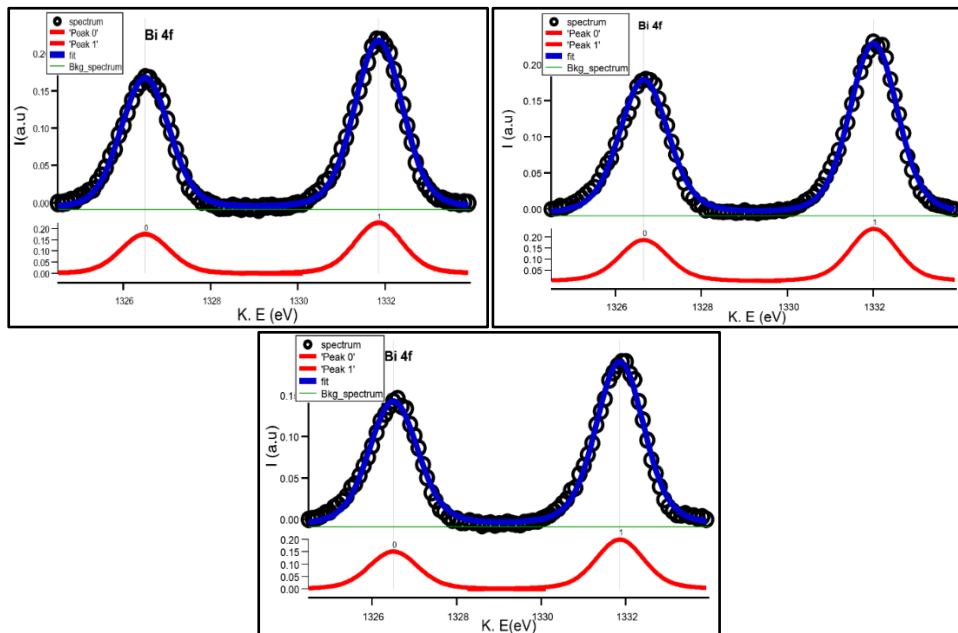 spectrum
'Peak 0'
'Peak 1'
fit
Bkg_spectrum
Bi 4f
0.20
0.15
0.10
0.05
0.00
I(a.u)
0.20
0.15
0.10
0.05
0.00
0
1
1326
1328
1330
1332
K. E (eV)
spectrum
'Peak 0'
'Peak 1'
fit
Bkg_spectrum
Bi 4f
0.20
0.15
0.10
0.05
0.00
I (a.u)
0.20
0.15
0.10
0.05
0
1
1326
1328
1330
1332
K. E (eV)
spectrum
'Peak 0'
'Peak 1'
fit
Bkg_spectrum
Bi 4f
0.10
0.05
0.00
I (a.u)
0.20
0.15
0.10
0.05
0.00
0
1
1326
1328
1330
1332
K. E(eV)